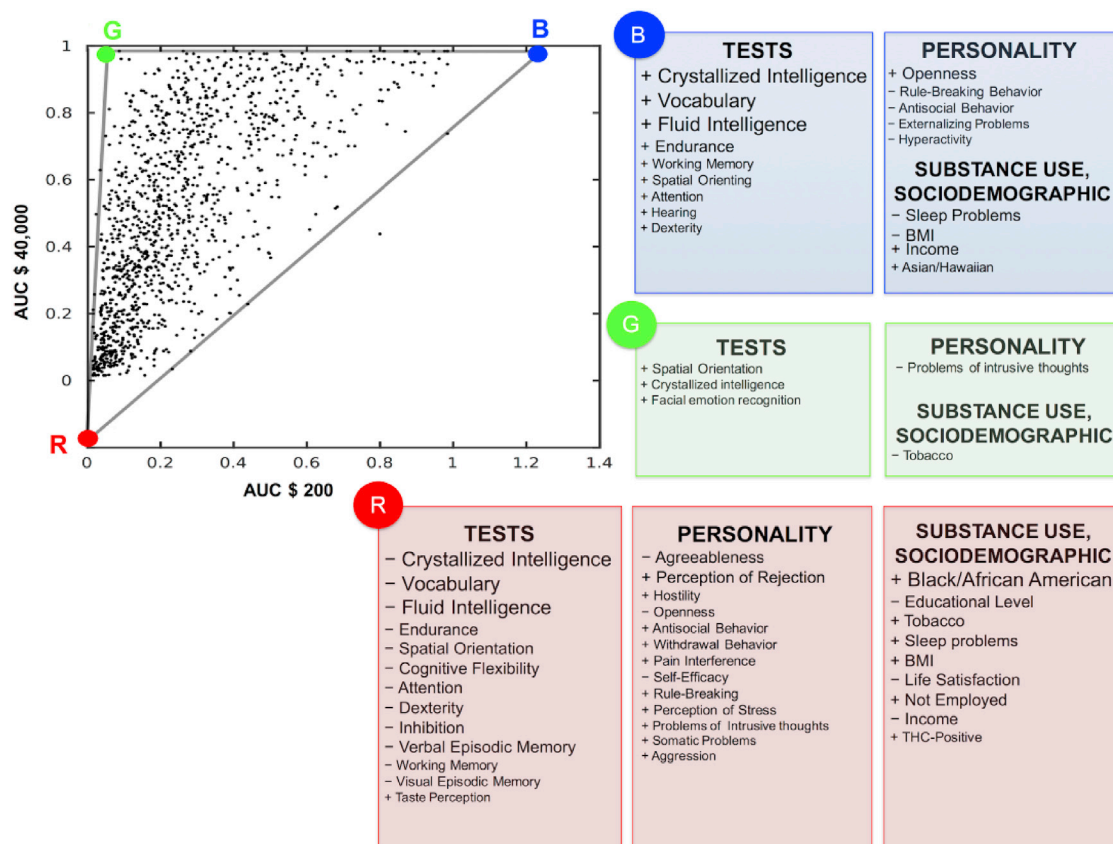 G
B
1
0.8
0.6
0.4
0.2
0
AUC $ 40,000
R
0
0.2
0.4
0.6
0.8
1
1.2
1.4
AUC $ 200
B
TESTS
+ Crystallized Intelligence
+ Vocabulary
+ Fluid Intelligence
+ Endurance
+ Working Memory
+ Spatial Orienting
+ Attention
+ Hearing
+ Dexterity
PERSONALITY
+ Openness
− Rule-Breaking Behavior
− Antisocial Behavior
− Externalizing Problems
− Hyperactivity
SUBSTANCE USE,
SOCIODEMOGRAPHIC
− Sleep Problems
− BMI
+ Income
+ Asian/Hawaiian
G
TESTS
+ Spatial Orientation
+ Crystallized intelligence
+ Facial emotion recognition
PERSONALITY
− Problems of intrusive thoughts
SUBSTANCE USE,
SOCIODEMOGRAPHIC
− Tobacco
R
TESTS
− Crystallized Intelligence
− Vocabulary
− Fluid Intelligence
− Endurance
− Spatial Orientation
− Cognitive Flexibility
− Attention
− Dexterity
− Inhibition
− Verbal Episodic Memory
− Working Memory
− Visual Episodic Memory
+ Taste Perception
PERSONALITY
− Agreeableness
+ Perception of Rejection
+ Hostility
− Openness
+ Antisocial Behavior
+ Withdrawal Behavior
+ Pain Interference
− Self-Efficacy
+ Rule-Breaking
+ Perception of Stress
+ Problems of Intrusive thoughts
+ Somatic Problems
+ Aggression
SUBSTANCE USE,
SOCIODEMOGRAPHIC
+ Black/African American
− Educational Level
+ Tobacco
+ Sleep problems
+ BMI
− Life Satisfaction
+ Not Employed
− Income
+ THC-Positive